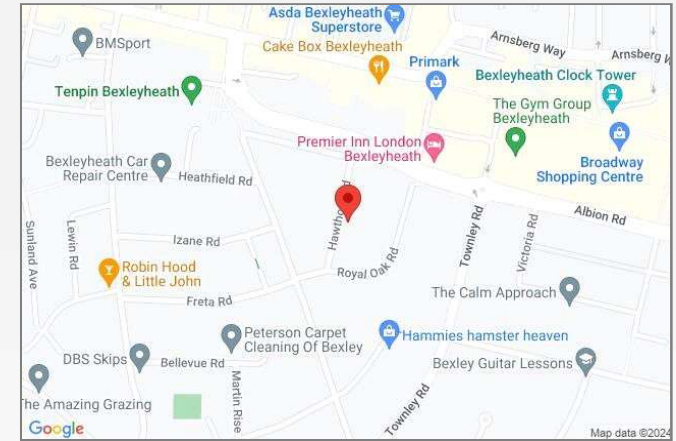 Asda Bexleyheath
Superstore
Arnsberg Way
BMSport
Cake Box Bexleyheath
Arnsberg W
Primark
Bexleyheath Clock Tower
Tenpin Bexleyheath
The Gym Group
Bexleyheath
Premier Inn London
Bexleyheath
Broadway
Shopping Centre
Bexleyheath Car
Repair Centre
Heathfield Rd
Albion Rd
Sunland Ave
Lewin Rd
Izane Rd
Hawtho
Townley Rd
Victoria Rd
Royal Oak Rd
Robin Hood
& Little John
Freta Rd
The Calm Approach
Peterson Carpet
Cleaning Of Bexley
Hammies hamster heaven
DBS Skips
Bellevue Rd
Bexley Guitar Lessons
Martin Rise
The Amazing Grazing
Townley Rd
Google
Map data ©2024